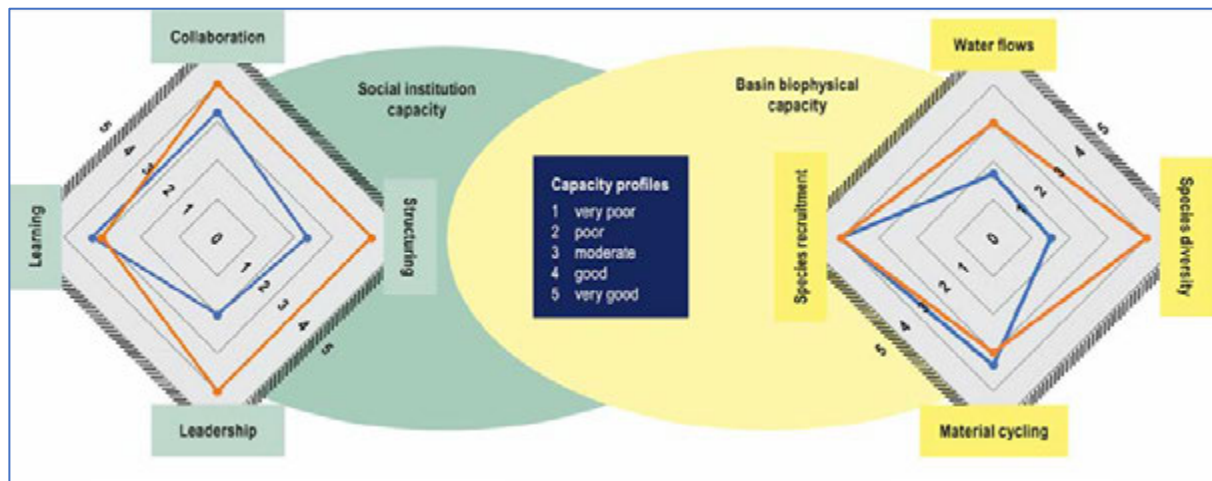 Collaboration
Social institution
capacity
Learning
Structuring
Leadership
5
4
3
2
1
0
1
2
3
4
5
Capacity profiles
1 very poor
2 poor
3 moderate
4 good
5 very good
Water flows
Basin biophysical
capacity
Species recruitment
Species diversity
Material cycling
5
4
3
2
1
0
1
2
3
4
5